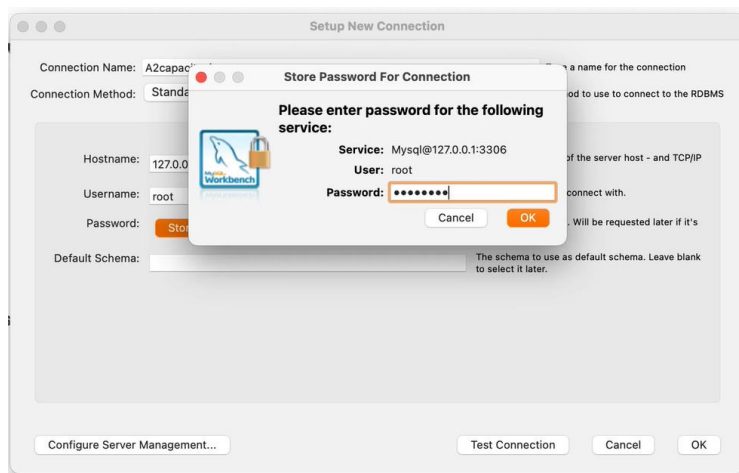 Setup New Connection
Connection Name: A2capac
a name for the connection
Connection Method: Standa
to use to connect to the RDBMS
Store Password For Connection
Please enter password for the following
service:
Service: Mysql@127.0.0.1:3306
User: root
Password: ••••••••
Cancel OK
MySQL
Workbench
Hostname: 127.0.0
of the server host - and TCP/IP
Username: root
connect with.
Password: Stor
. Will be requested later if it's
Default Schema:
The schema to use as default schema. Leave blank
to select it later.
Configure Server Management...
Test Connection Cancel OK